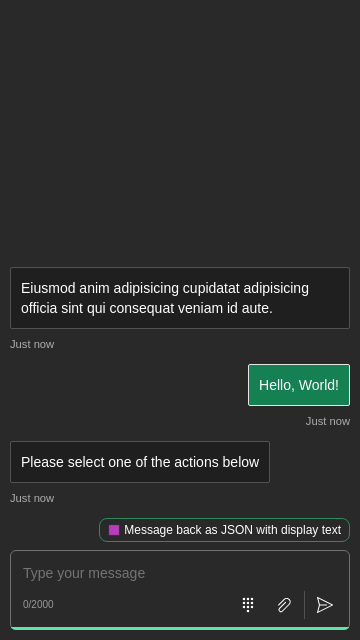 Eiusmod anim adipisicing cupidatat adipisicing
officia sint qui consequat veniam id aute.
Just now
Hello, World!
Just now
Please select one of the actions below
Just now
Message back as JSON with display text
Type your message
0/2000